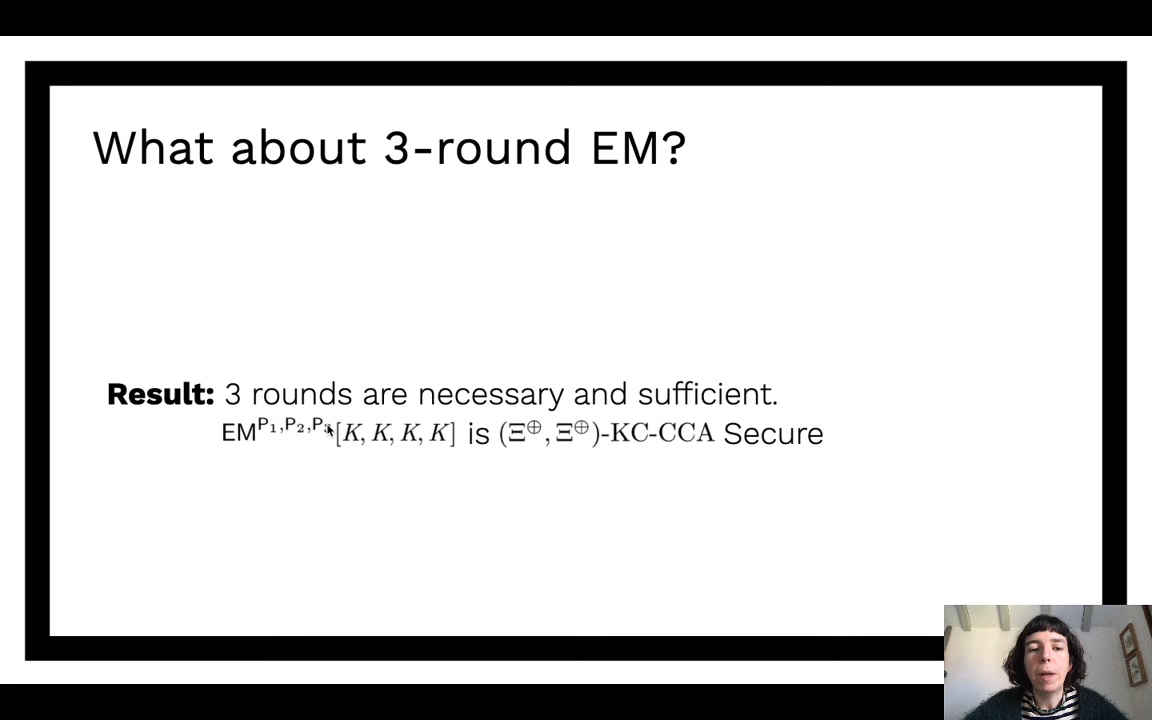 What about 3-round EM?
Result: 3 rounds are necessary and sufficient.
EM^P₁,P₂,P₃[K, K, K, K] is (Ξ^⊕, Ξ^⊕)-KC-CCA Secure